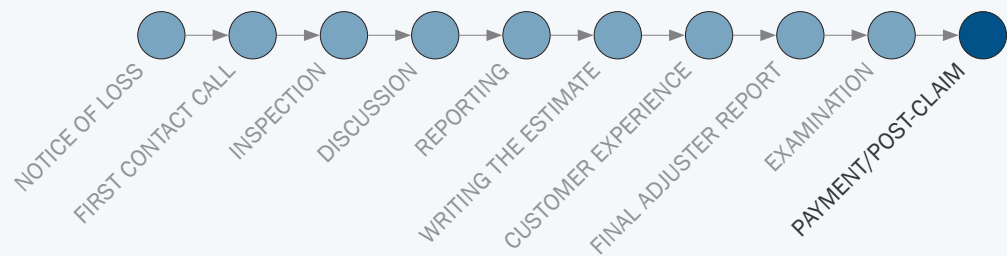 NOTICE OF LOSS
FIRST CONTACT CALL
INSPECTION
DISCUSSION
REPORTING
WRITING THE ESTIMATE
CUSTOMER EXPERIENCE
FINAL ADJUSTER REPORT
EXAMINATION
PAYMENT/POST-CLAIM